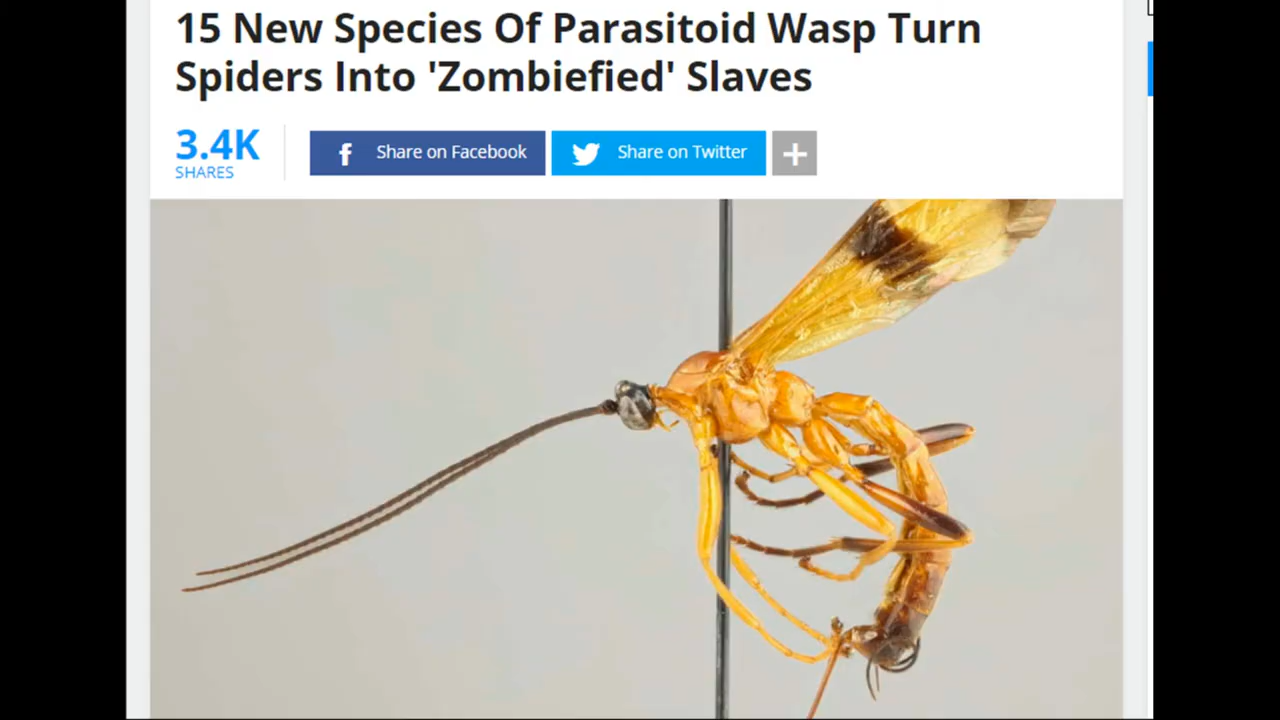 15 New Species Of Parasitoid Wasp Turn
Spiders Into 'Zombiefied' Slaves
3.4K
SHARES
Share on Facebook
Share on Twitter